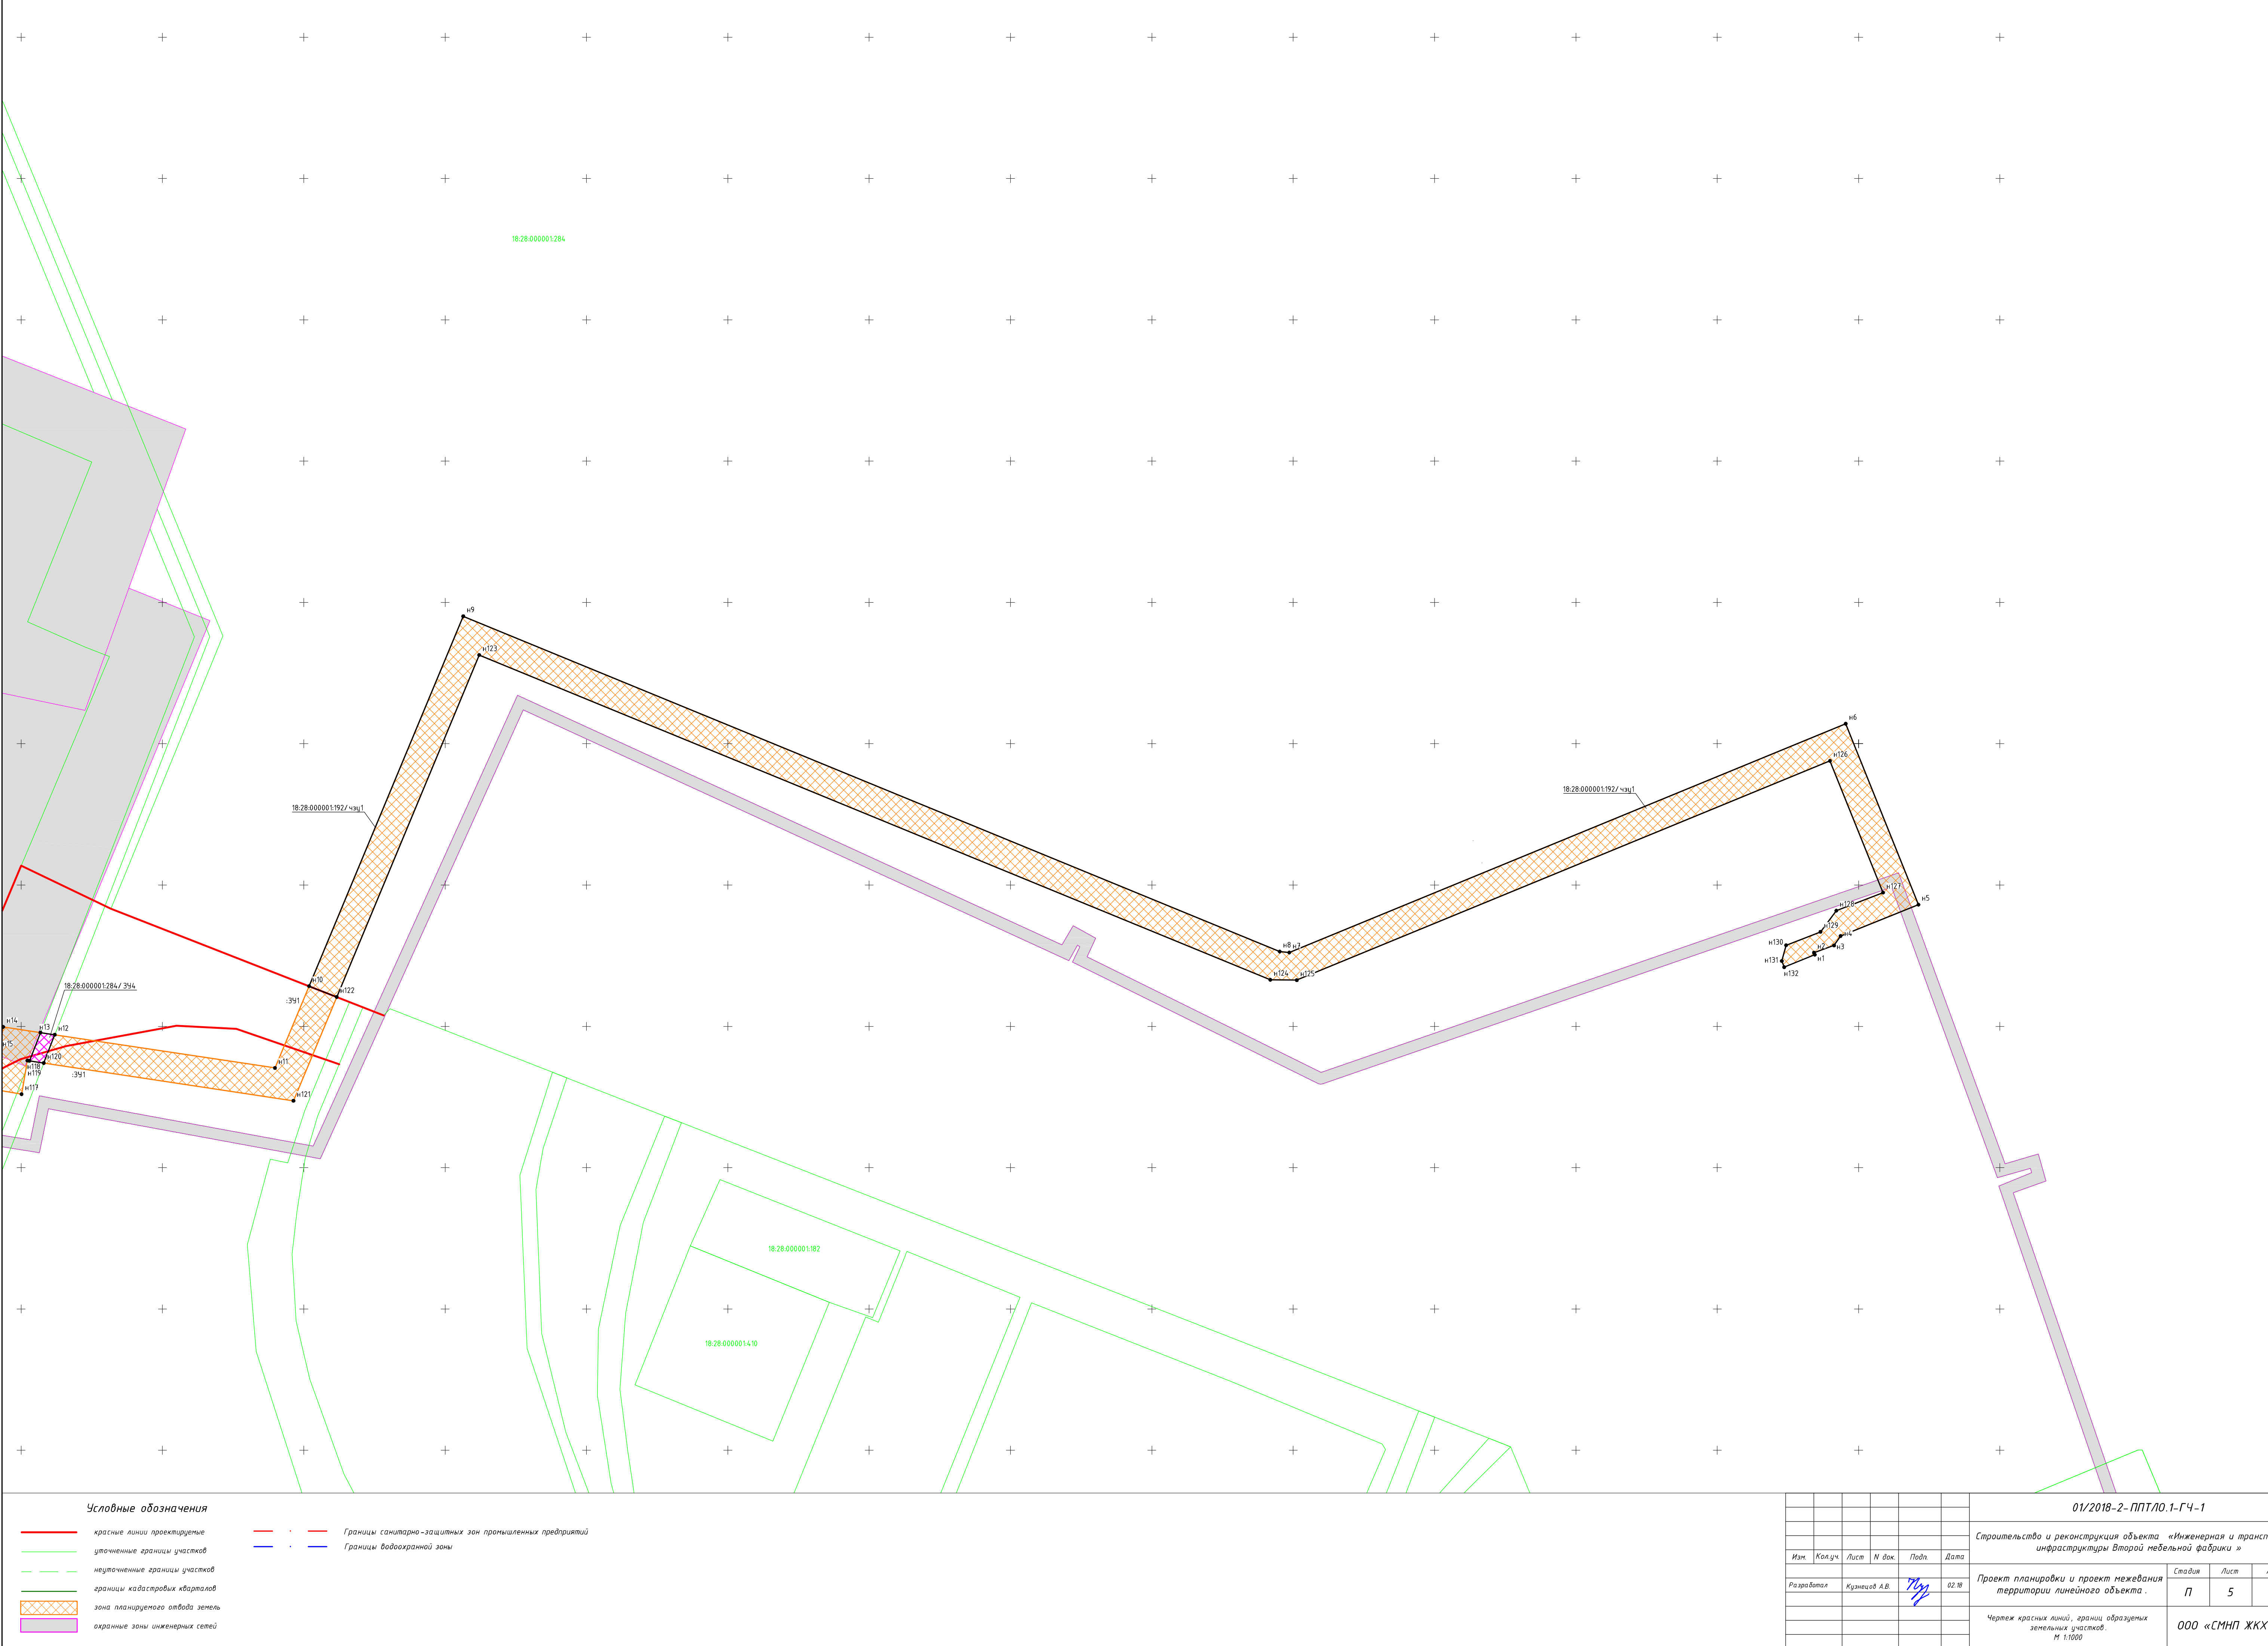 18:38:000001:284
н9
н123
н6
н126
18:28:000001:192/чзу1
18:28:000001:192/чзу1
н127
н5
н128
н129
н4
н130
н2
н3
н1
н131
н132
н8
н7
н124
н125
н10
н122
:ЗУ1
18:28:000001:284/ЗУ4
н14
н13
н12
н15
н120
н118
н119
:ЗУ1
н11
н117
н121
18:28:000001:182
18:28:000001:410
Условные обозначения
красные линии проектируемые
уточненные границы участков
неуточненные границы участков
границы кадастровых кварталов
зона планируемого отвода земель
охранные зоны инженерных сетей
Границы санитарно-защитных зон промышленных предприятий
Границы водоохранной зоны
01/2018-2-ППТЛО.1-ГЧ-1
Строительство и реконструкция объекта «Инженерная и трансп
инфраструктуры Второй мебельной фабрики »
Изм. Кол.уч. Лист N док. Подп. Дата
Разработал Кузнецов А.В. 02.18
Проект планировки и проект межевания
территории линейного объекта.
Стадия Лист
П 5
Чертеж красных линий, границ образуемых
земельных участков.
М 1:1000
ООО «СМНП ЖКХ